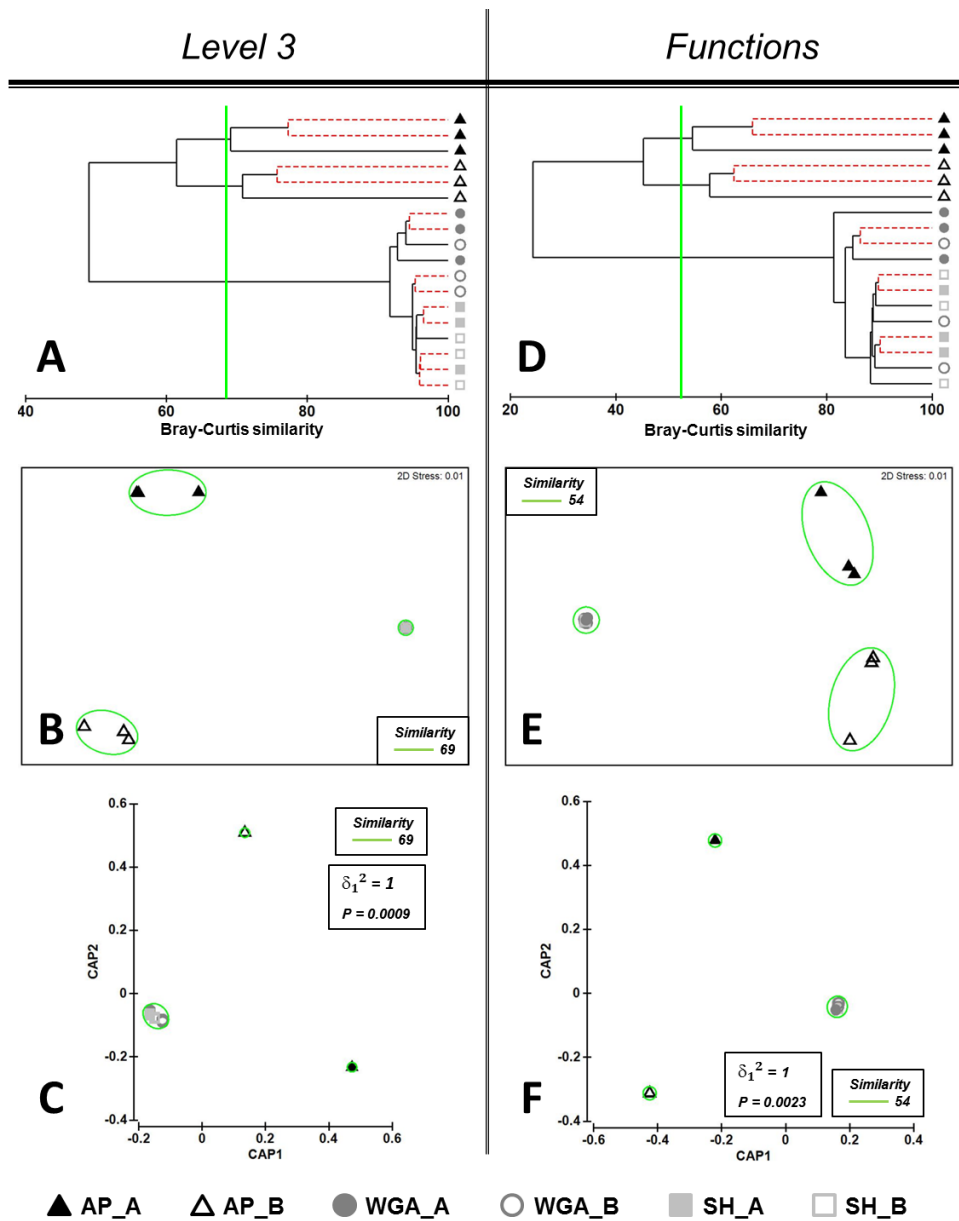 Level 3
Functions
A
40 60 80 100
Bray-Curtis similarity
D
20 40 60 80 100
Bray-Curtis similarity
2D Stress: 0.01
B
Similarity
69
Similarity
54
2D Stress: 0.01
E
0.6
0.4
0.2
0
-0.2
-0.4
CAP2
-0.2 0 0.2 0.4 0.6
CAP1
Similarity
69
δ₁² = 1
P = 0.0009
C
0.6
0.4
0.2
0
-0.2
-0.4
CAP2
-0.6 -0.4 -0.2 0 0.2 0.4
CAP1
δ₁² = 1
P = 0.0023
Similarity
54
F
AP_A AP_B WGA_A WGA_B SH_A SH_B